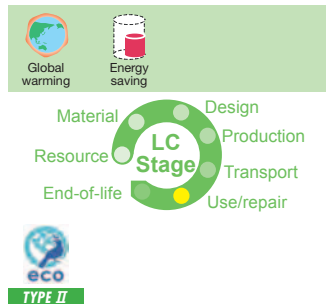 Global
warming
Energy
saving
Material
Design
Production
Resource
LC
Stage
Transport
End-of-life
Use/repair
eco
TYPE II